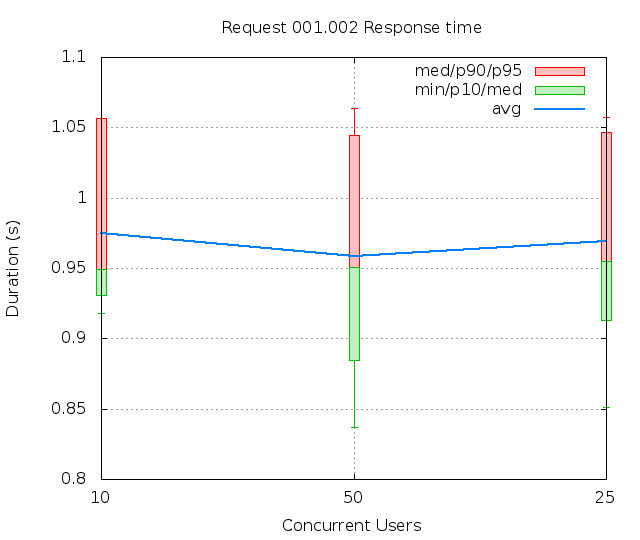 Request 001.002 Response time
med/p90/p95
min/p10/med
avg
1.1
1.05
1
0.95
0.9
0.85
0.8
Duration (s)
10 50 25
Concurrent Users